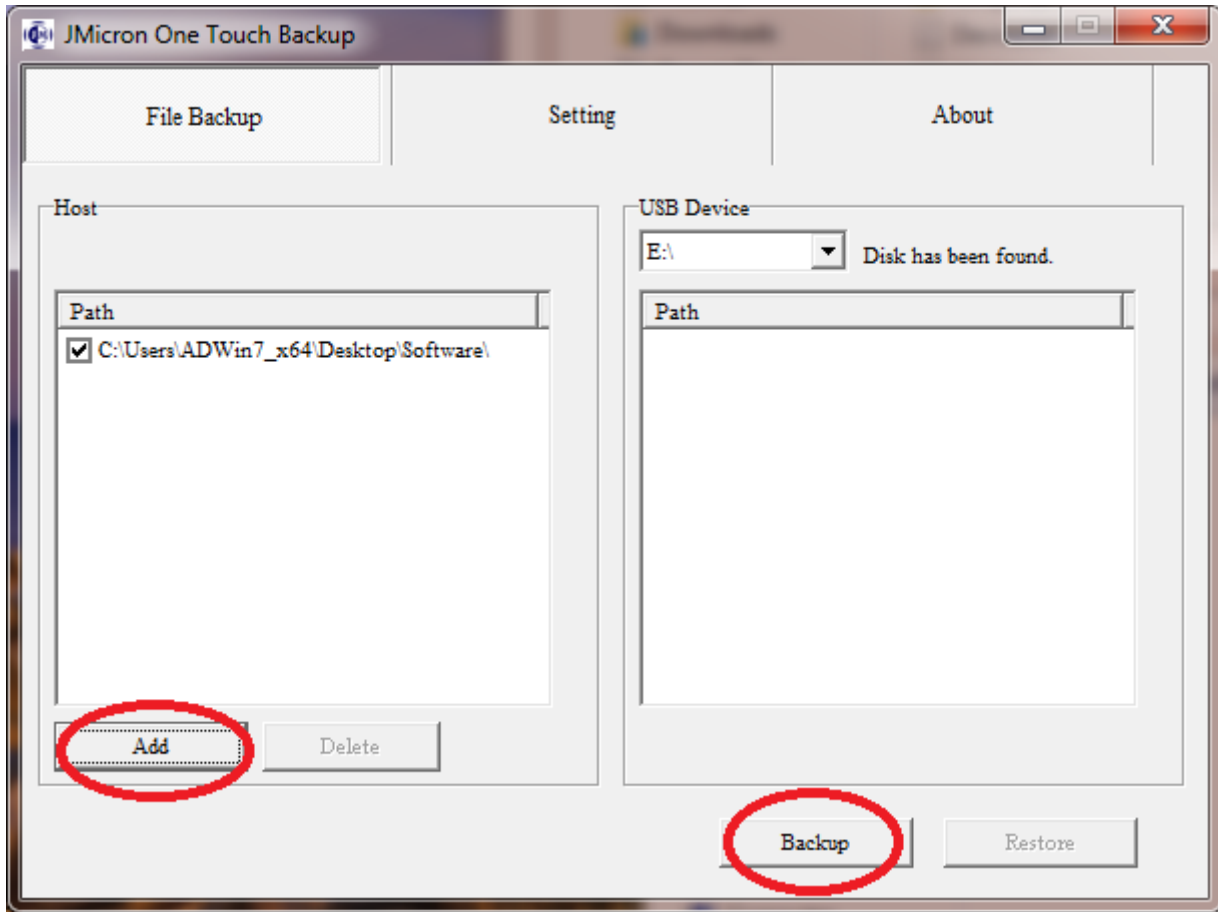 JMicron One Touch Backup
Downloads
File Backup
Setting
About
Host
USB Device
E:\
Disk has been found.
Path
C:\Users\ADWin7_x64\Desktop\Software\
Path
Add
Delete
Backup
Restore